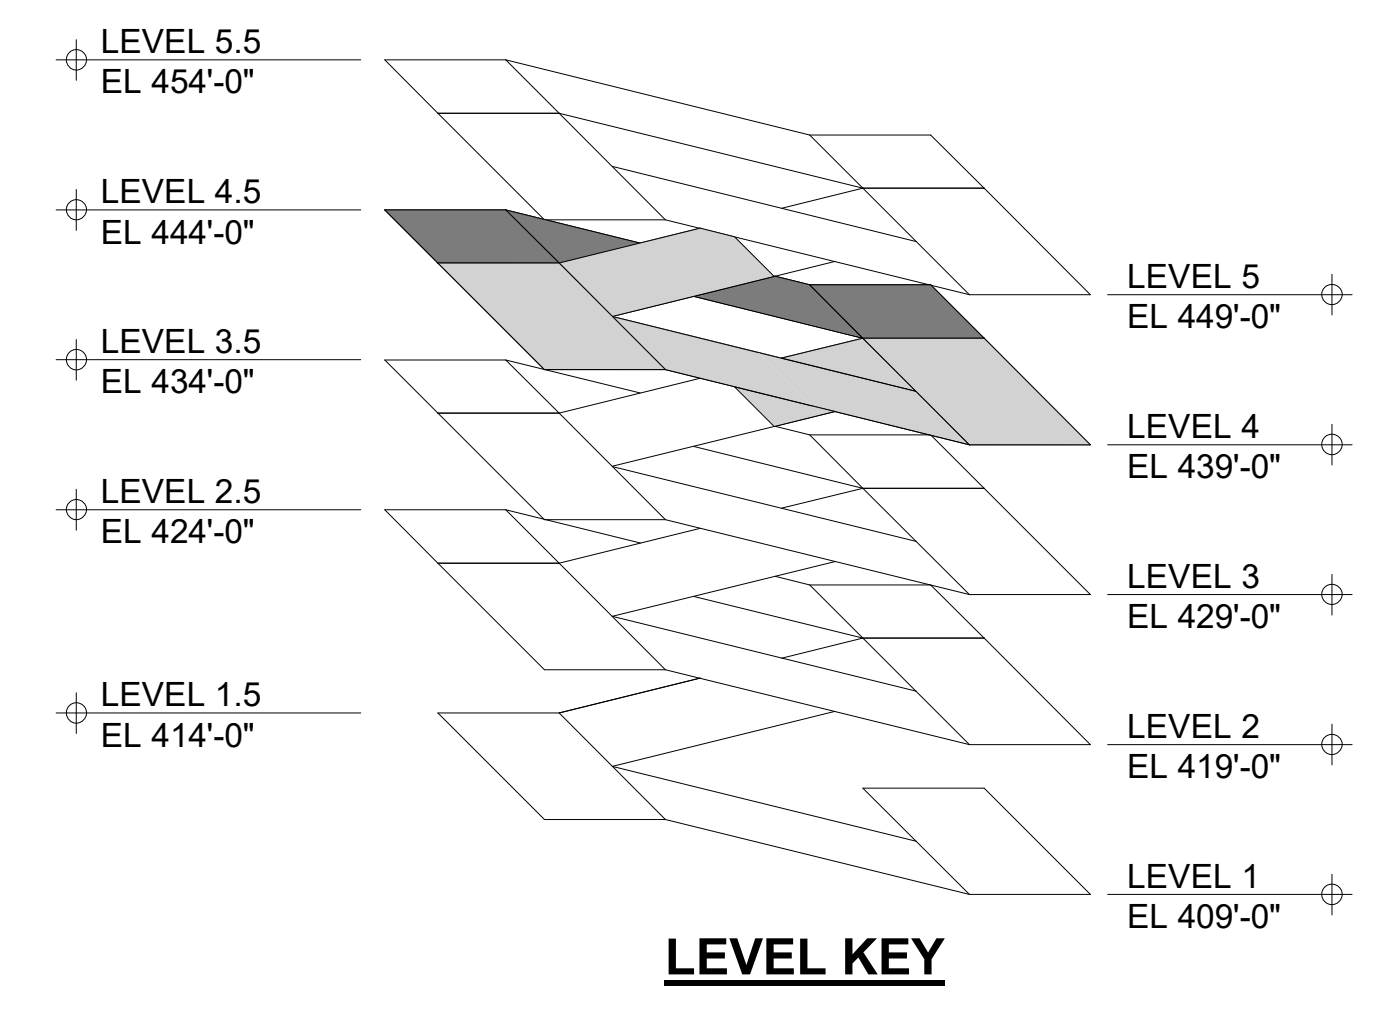 LEVEL 5.5
EL 454'-0"
LEVEL 4.5
EL 444'-0"
LEVEL 3.5
EL 434'-0"
LEVEL 2.5
EL 424'-0"
LEVEL 1.5
EL 414'-0"
LEVEL 5
EL 449'-0"
LEVEL 4
EL 439'-0"
LEVEL 3
EL 429'-0"
LEVEL 2
EL 419'-0"
LEVEL 1
EL 409'-0"
LEVEL KEY